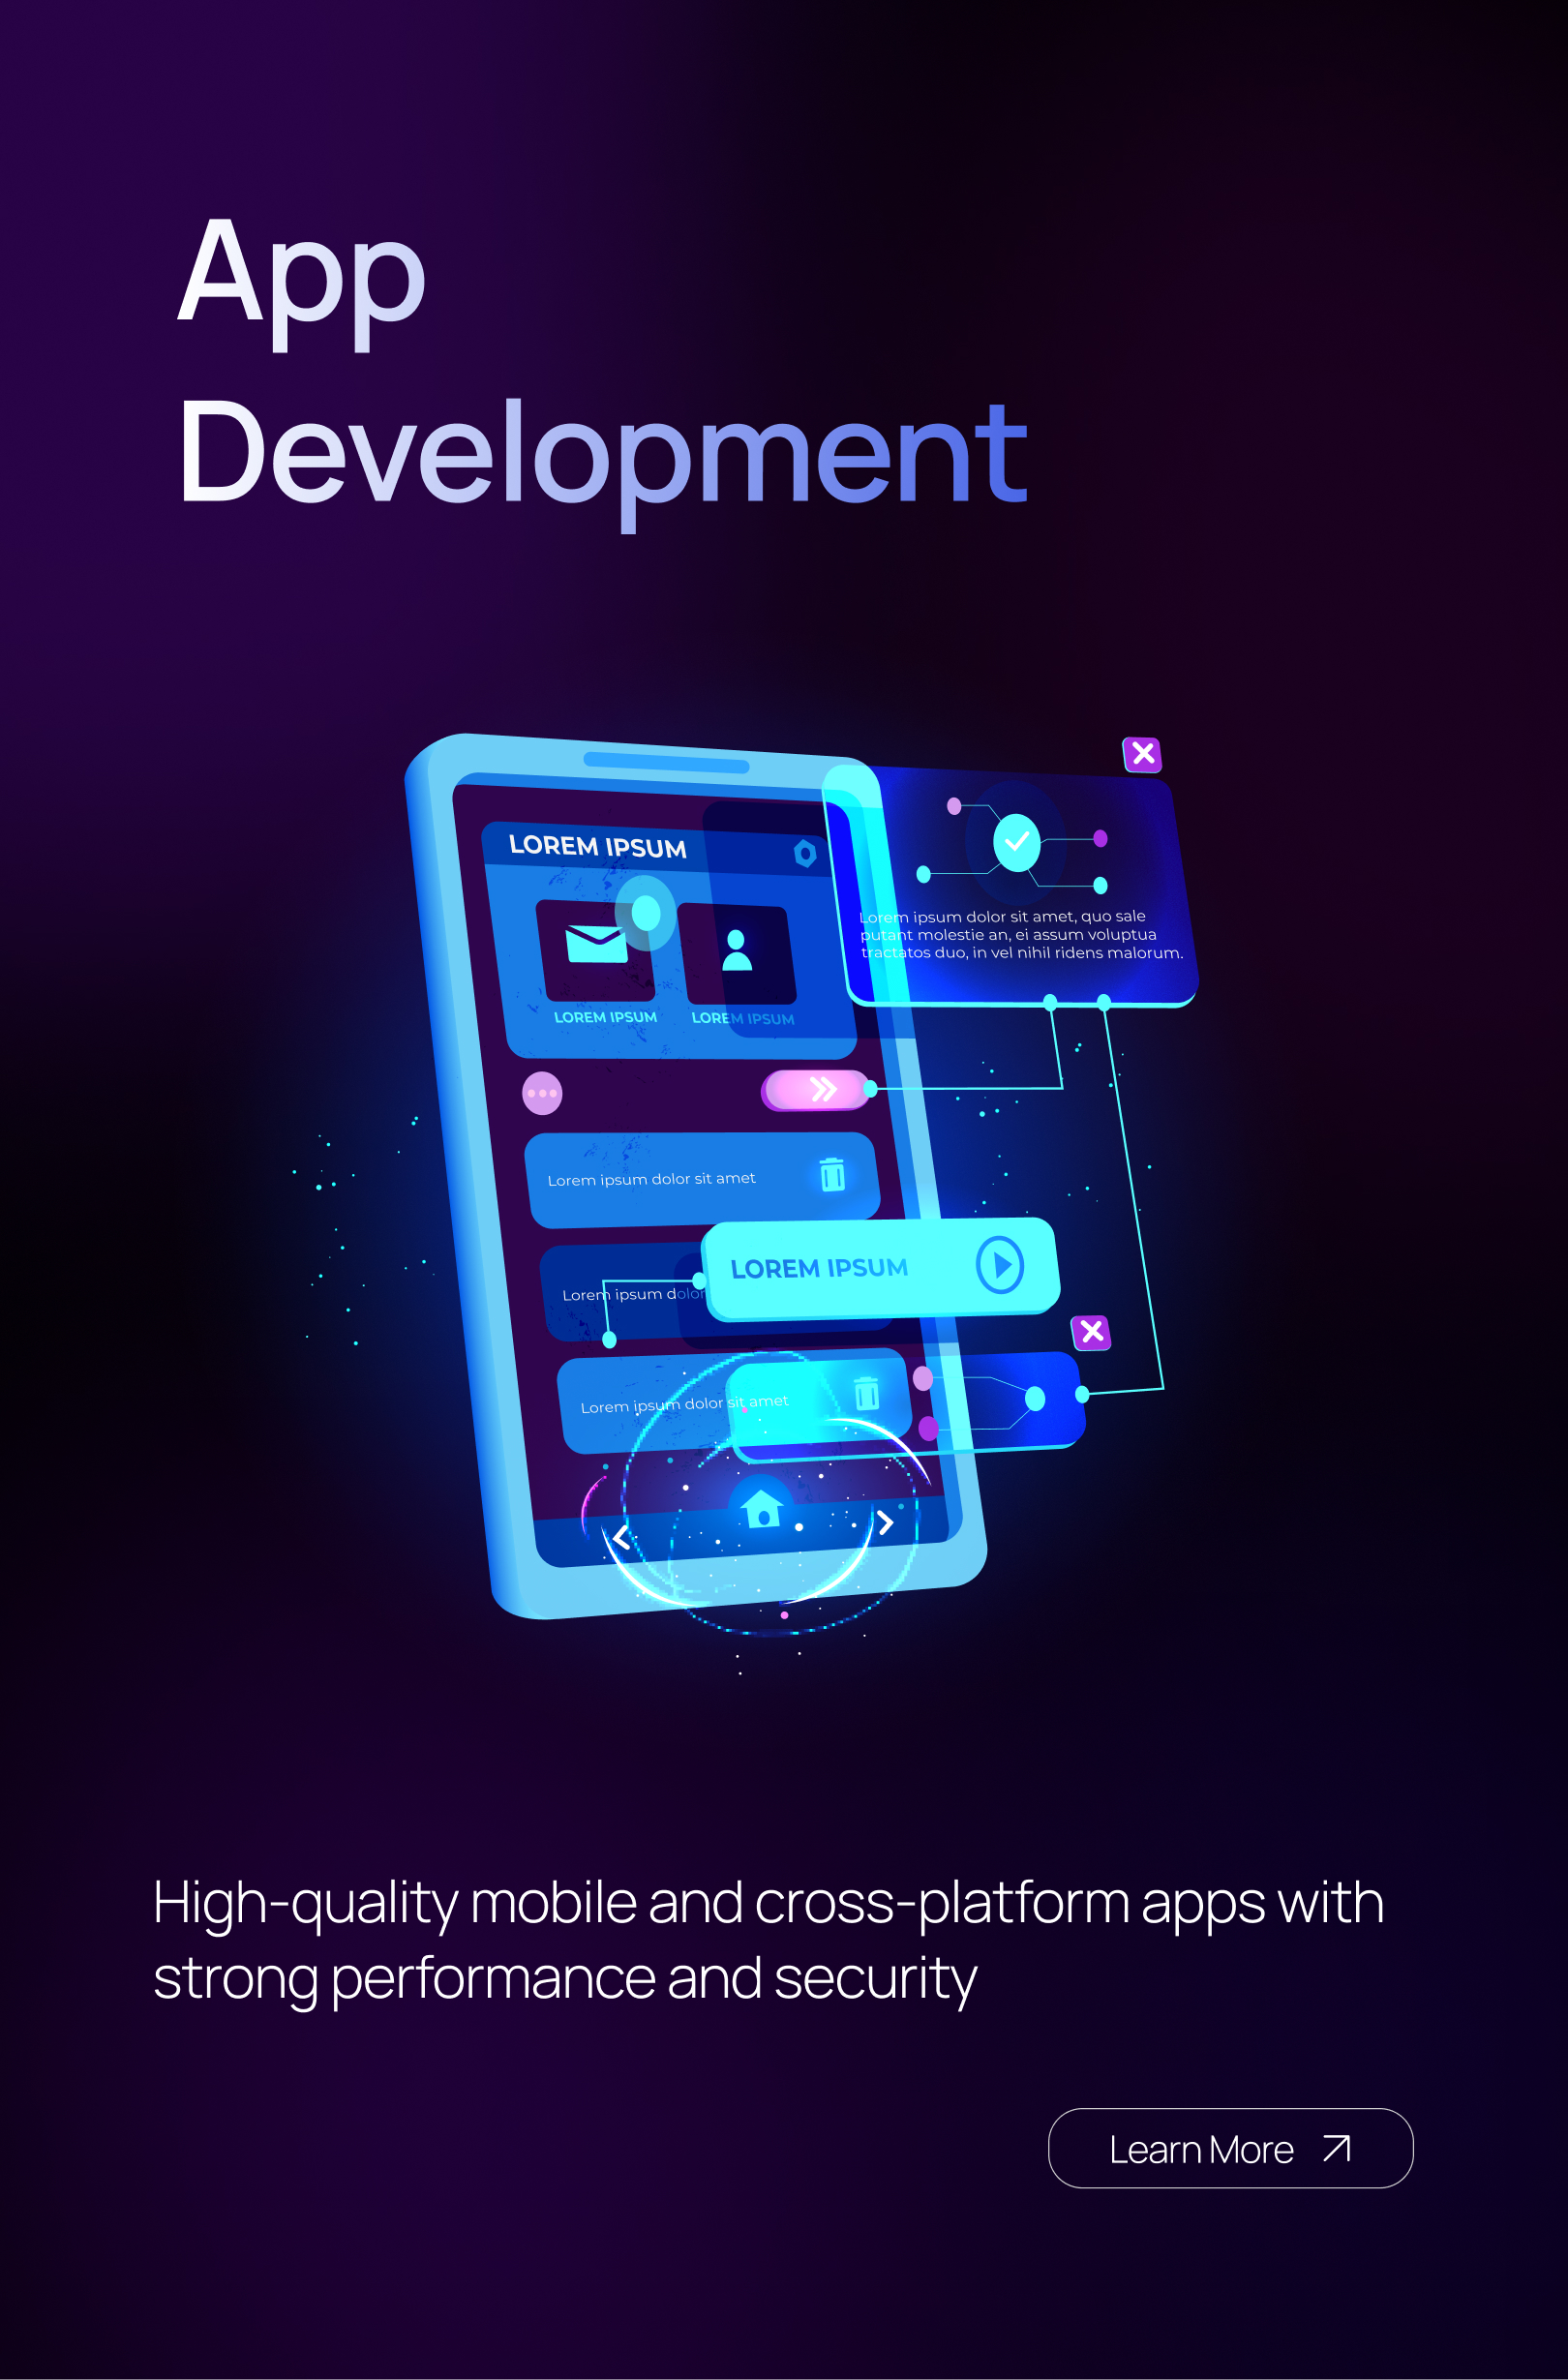 App
Development
LOREM IPSUM
LOREM IPSUM
LOREM IPSUM
Lorem ipsum dolor sit amet, quo sale
putant molestie an, ei assum voluptua
tractatos duo, in vel nihil ridens malorum.
Lorem ipsum dolor sit amet
LOREM IPSUM
Lorem ipsum dolor
Lorem ipsum dolor sit amet
High-quality mobile and cross-platform apps with
strong performance and security
Learn More